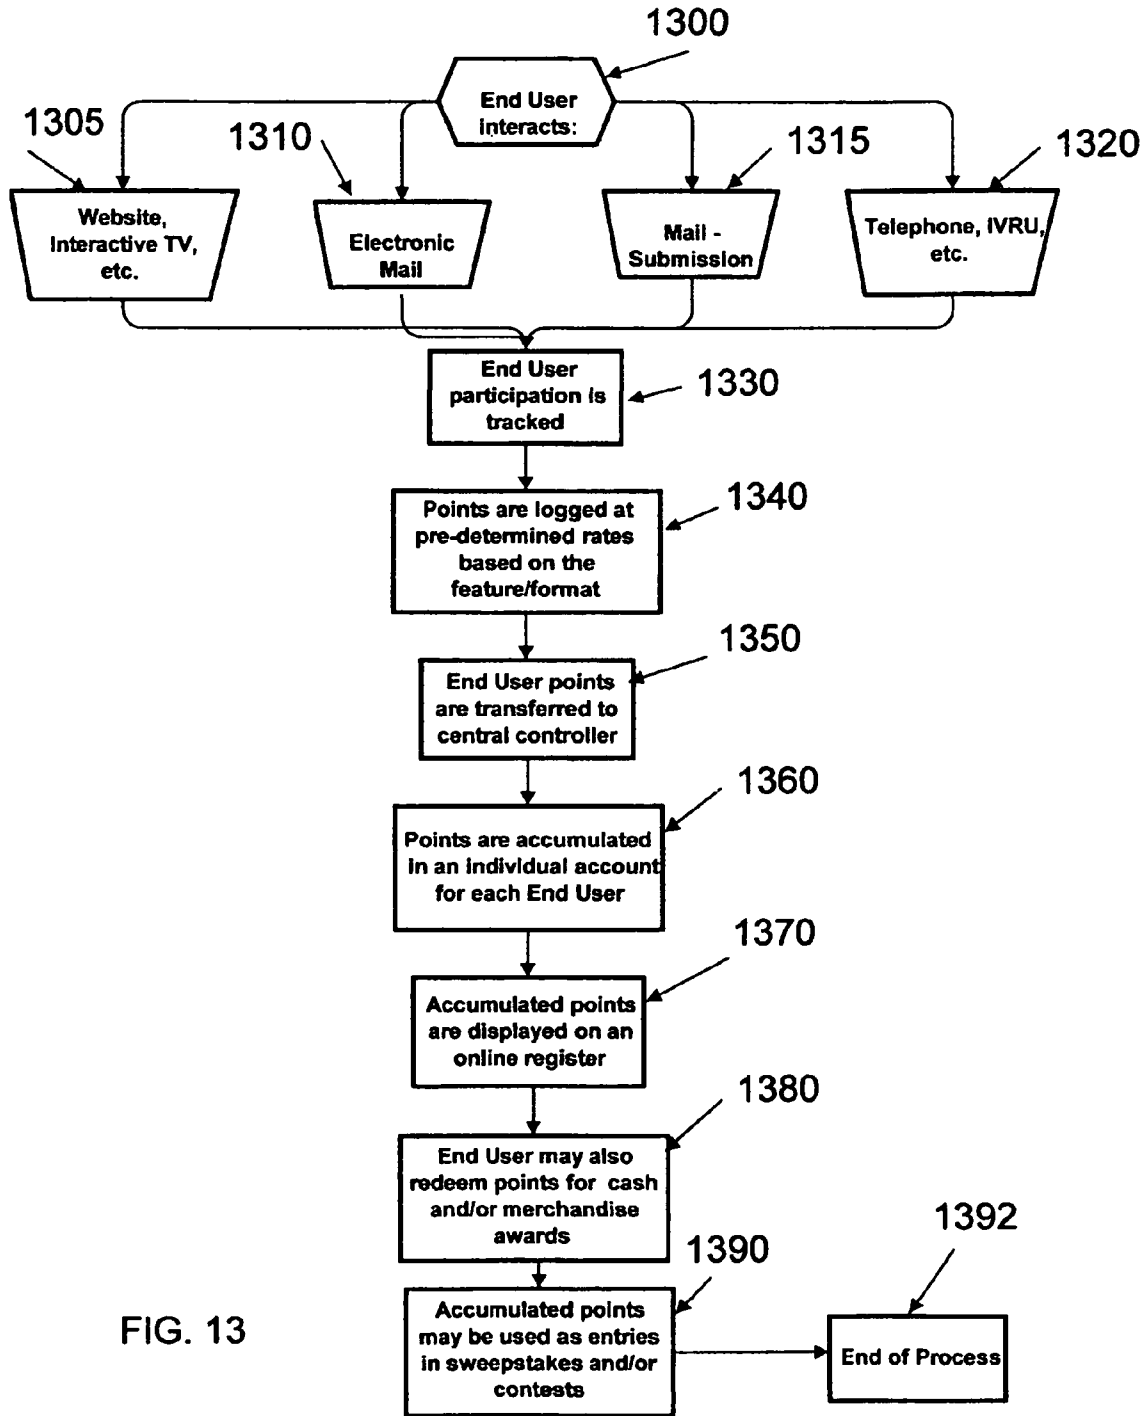 1300
End User
interacts:
1305
1310
1315
1320
Website,
Interactive TV,
etc.
Electronic
Mail
Mail -
Submission
Telephone, IVRU,
etc.
End User
participation is
tracked
1330
Points are logged at
pre-determined rates
based on the
feature/format
1340
End User points
are transferred to
central controller
1350
Points are accumulated
in an individual account
for each End User
1360
Accumulated points
are displayed on an
online register
1370
End User may also
redeem points for cash
and/or merchandise
awards
1380
Accumulated points
may be used as entries
in sweepstakes and/or
contests
1390
End of Process
1392
FIG. 13